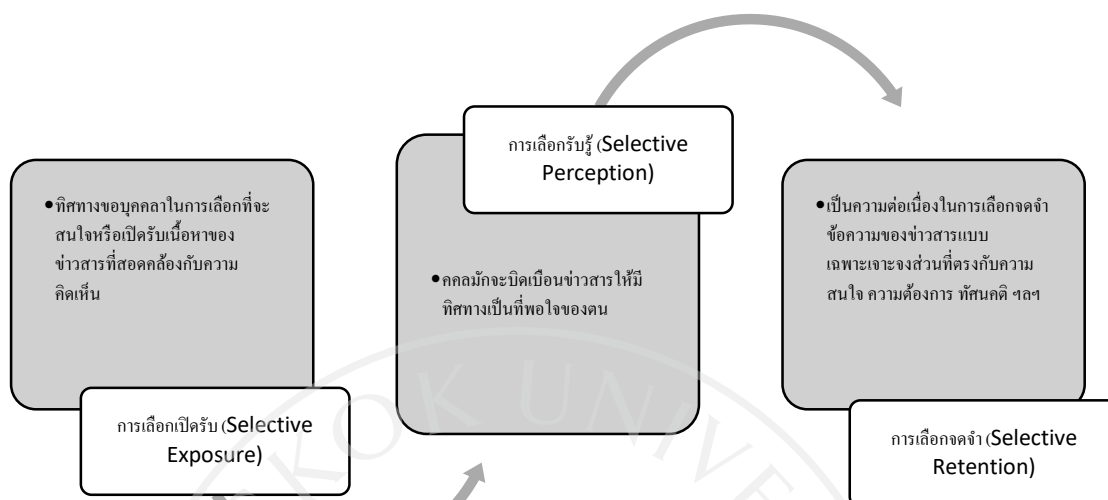 •ทิศทางขอบุคคลาในการเลือกที่จะ
สนใจหรือเปิดรับเนื้อหาของ
ข่าวสารที่สอดคล้องกับความ
คิดเห็น
การเลือกเปิดรับ (Selective
Exposure)
การเลือกรับรู้ (Selective
Perception)
•คคลมักจะบิดเบือนข่าวสารให้มี
ทิศทางเป็นที่พอใจของตน
•เป็นความต่อเนื่องในการเลือกจดจำ
ข้อความของข่าวสารแบบ
เฉพาะเจาะจงส่วนที่ตรงกับความ
สนใจ ความต้องการ ทัศนคติ ฯลฯ
การเลือกจดจำ (Selective
Retention)
OK UNIVE